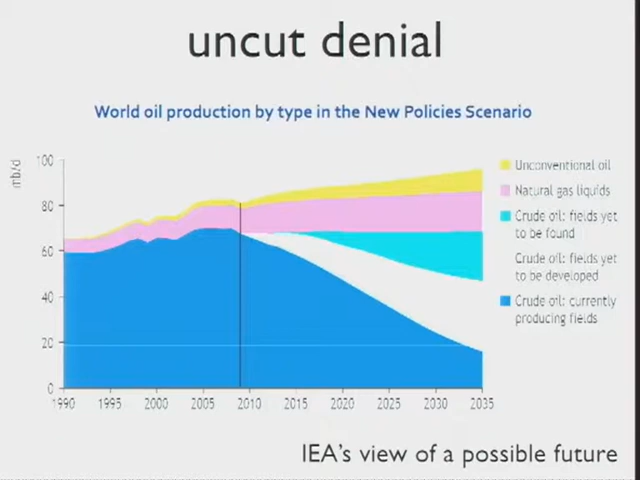 uncut denial
World oil production by type in the New Policies Scenario
mb/d
100
80
60
40
20
0
1990 1995 2000 2005 2010 2015 2020 2025 2030 2035
Unconventional oil
Natural gas liquids
Crude oil: fields yet
to be found
Crude oil: fields yet
to be developed
Crude oil: currently
producing fields
IEA's view of a possible future